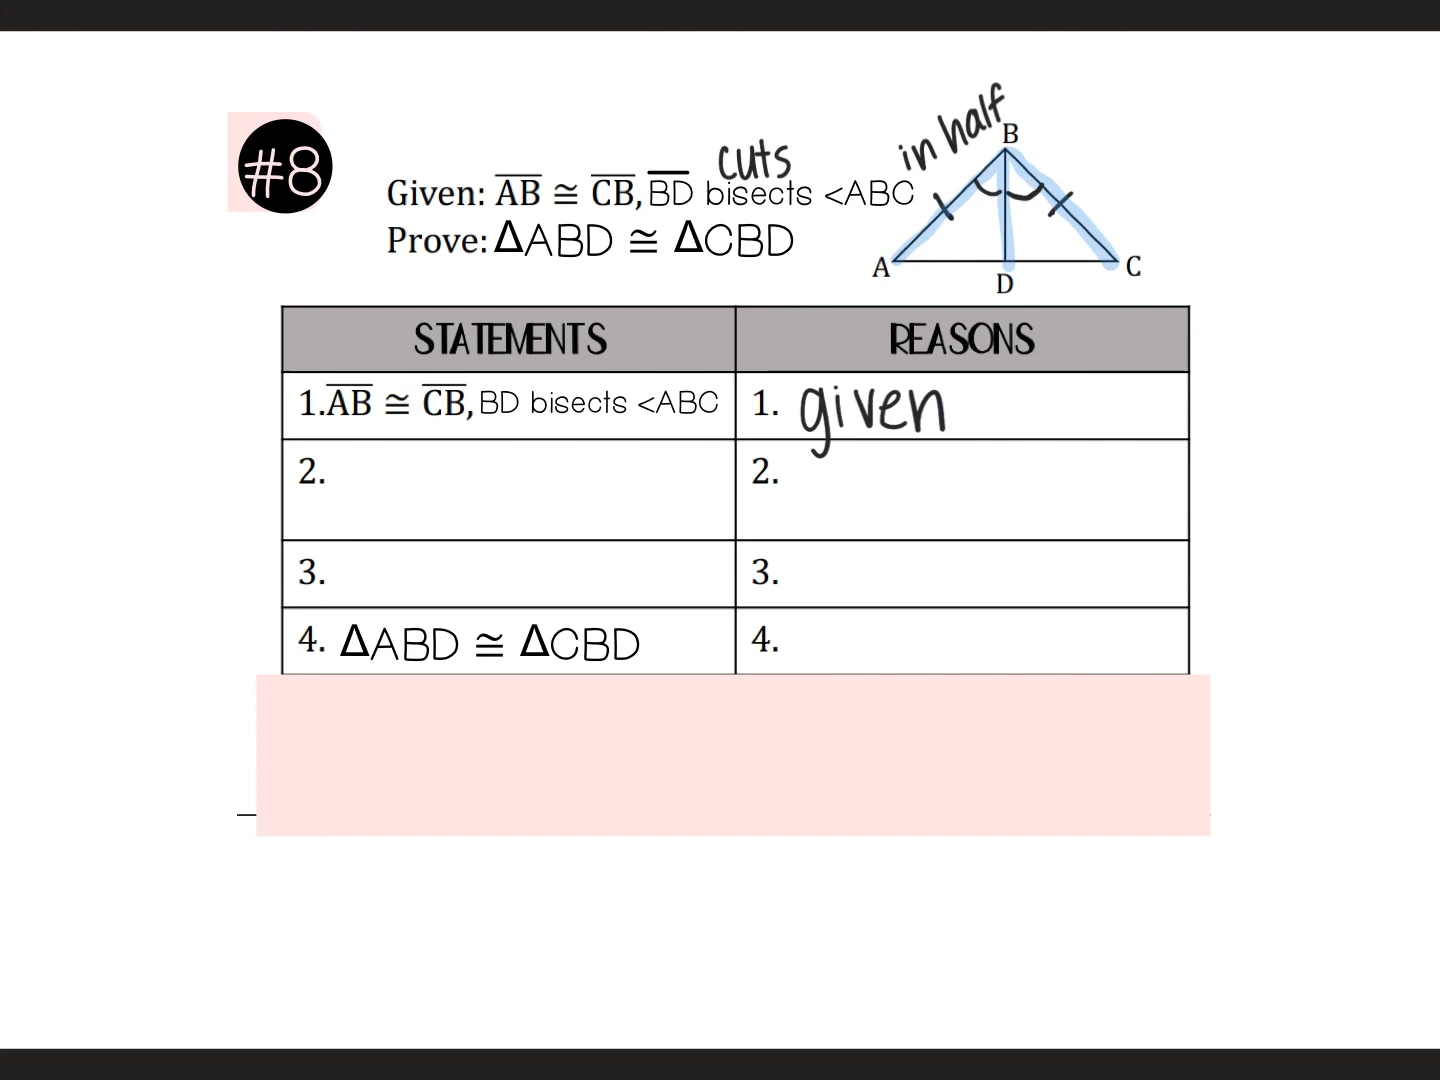 #8
cuts
in half
Given: AB ≅ CB, BD bisects <ABC
Prove: ΔABD ≅ ΔCBD
B
A
D
C
STATEMENTS
REASONS
1. AB ≅ CB, BD bisects <ABC
1. given
2.
2.
3.
3.
4. ΔABD ≅ ΔCBD
4.